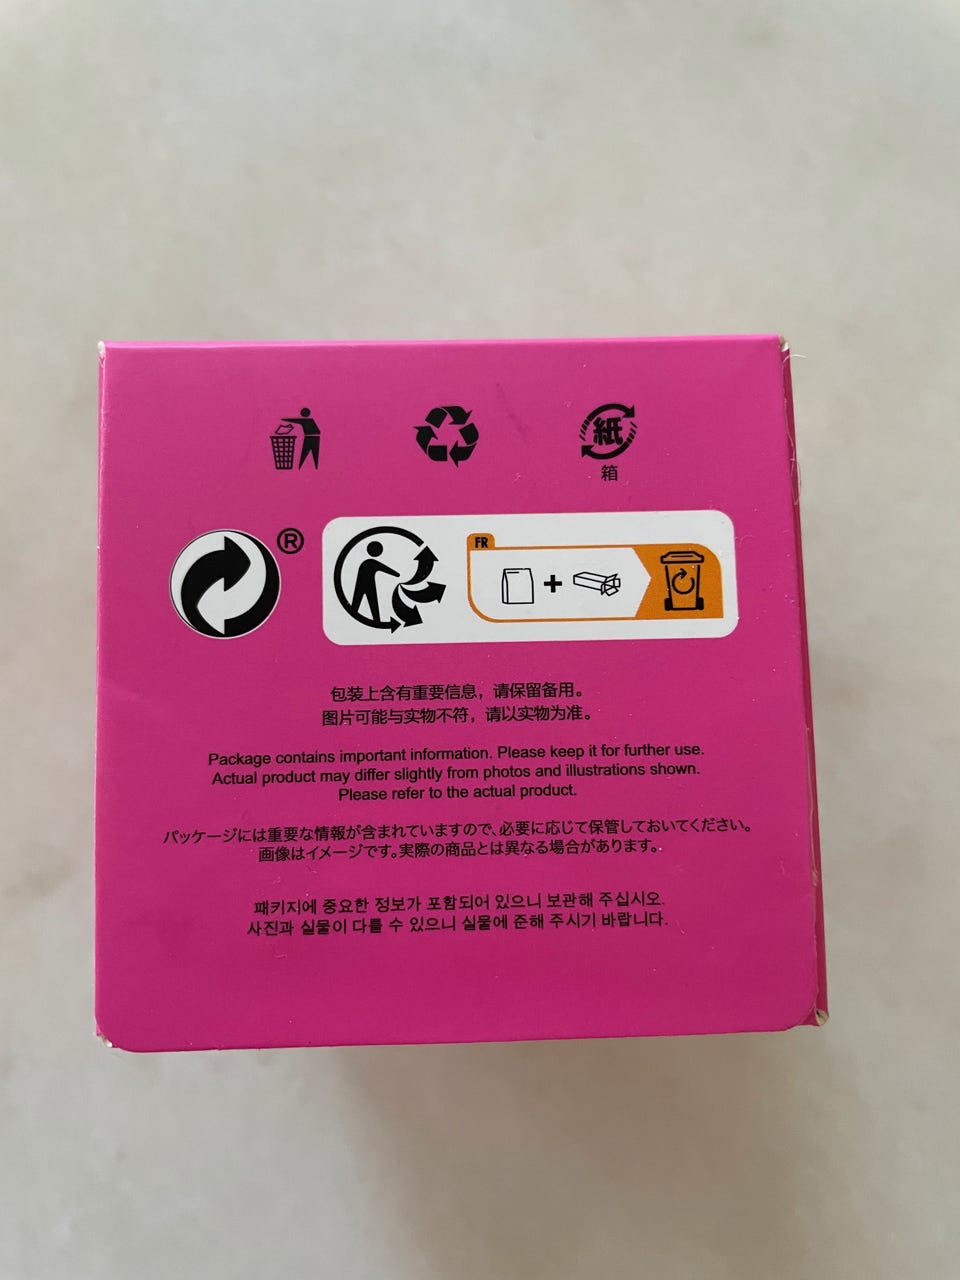 紙
箱
®
FR
包装上含有重要信息，请保留备用。
图片可能与实物不符，请以实物为准。
Package contains important information. Please keep it for further use.
Actual product may differ slightly from photos and illustrations shown.
Please refer to the actual product.
パッケージには重要な情報が含まれていますので、必要に応じて保管しておいてください。
画像はイメージです。実際の商品とは異なる場合があります。
패키지에 중요한 정보가 포함되어 있으니 보관해 주십시오.
사진과 실물이 다를 수 있으니 실물에 준해 주시기 바랍니다.